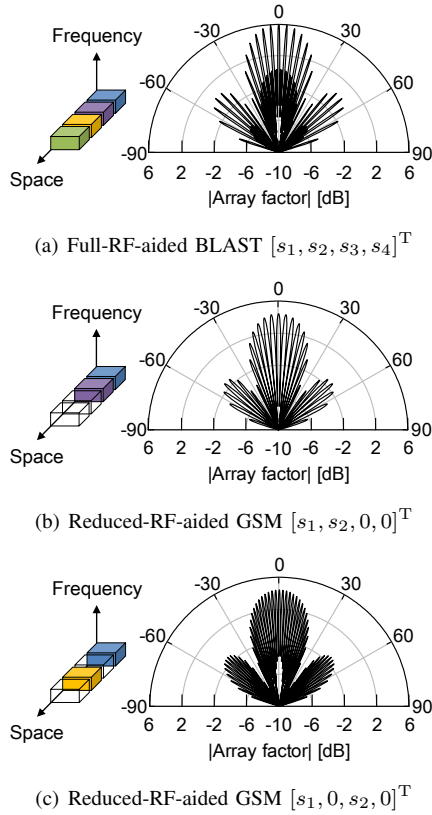 Frequency
0
-30
30
-60
60
-90
90
Space
6 2 -2 -6 -10 -6 -2 2 6
|Array factor| [dB]
(a) Full-RF-aided BLAST [s1, s2, s3, s4]^T
0
Frequency
-30
30
-60
60
-90
90
Space
6 2 -2 -6 -10 -6 -2 2 6
|Array factor| [dB]
(b) Reduced-RF-aided GSM [s1, s2, 0, 0]^T
0
Frequency
-30
30
-60
60
-90
90
Space
6 2 -2 -6 -10 -6 -2 2 6
|Array factor| [dB]
(c) Reduced-RF-aided GSM [s1, 0, s2, 0]^T